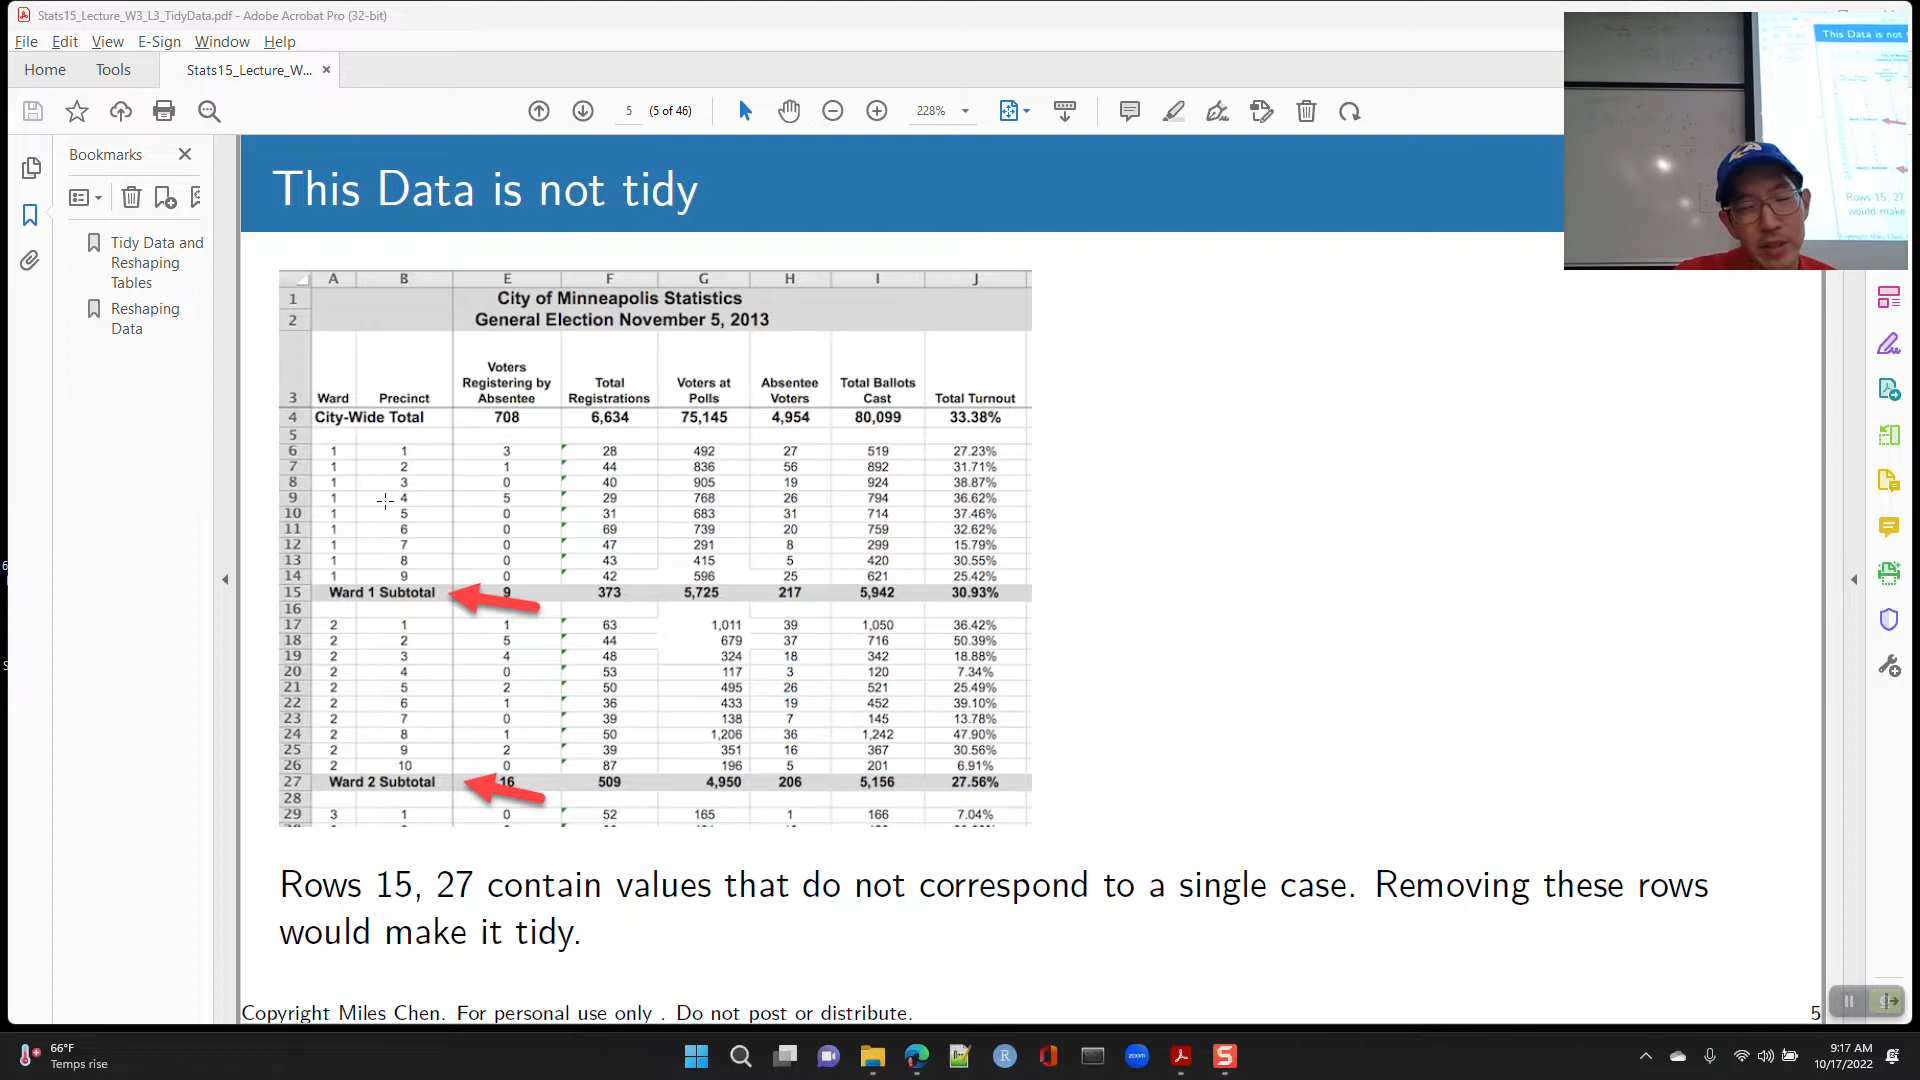 Stats15_Lecture_W3_L3_TidyData.pdf - Adobe Acrobat Pro (32-bit)
File Edit View E-Sign Window Help
Home Tools Stats15_Lecture_W... ×
5 (5 of 46) 228%
Bookmarks
Tidy Data and
Reshaping
Tables
Reshaping
Data
This Data is not tidy
A B E F G H I J
1 City of Minneapolis Statistics
2 General Election November 5, 2013
Voters
Registering by Total Voters at Absentee Total Ballots
3 Ward Precinct Absentee Registrations Polls Voters Cast Total Turnout
4 City-Wide Total 708 6,634 75,145 4,954 80,099 33.38%
5
6 1 1 3 28 492 27 519 27.23%
7 1 2 1 44 836 56 892 31.71%
8 1 3 0 40 905 19 924 38.87%
9 1 4 5 29 768 26 794 36.62%
10 1 5 0 31 683 31 714 37.46%
11 1 6 0 69 739 20 759 32.62%
12 1 7 0 47 291 8 299 15.79%
13 1 8 0 43 415 5 420 30.55%
14 1 9 0 42 596 25 621 25.42%
15 Ward 1 Subtotal 9 373 5,725 217 5,942 30.93%
16
17 2 1 1 63 1,011 39 1,050 36.42%
18 2 2 5 44 679 37 716 50.39%
19 2 3 4 48 324 18 342 18.88%
20 2 4 0 53 117 3 120 7.34%
21 2 5 2 50 495 26 521 25.49%
22 2 6 1 36 433 19 452 39.10%
23 2 7 0 39 138 7 145 13.78%
24 2 8 1 50 1,206 36 1,242 47.90%
25 2 9 2 39 351 16 367 30.56%
26 2 10 0 87 196 5 201 6.91%
27 Ward 2 Subtotal 16 509 4,950 206 5,156 27.56%
28
29 3 1 0 52 165 1 166 7.04%
Rows 15, 27 contain values that do not correspond to a single case. Removing these rows
would make it tidy.
Copyright Miles Chen. For personal use only . Do not post or distribute.
5
This Data is not
Rows 15, 27
would make
66°F
Temps rise
zoom
9:17 AM
10/17/2022